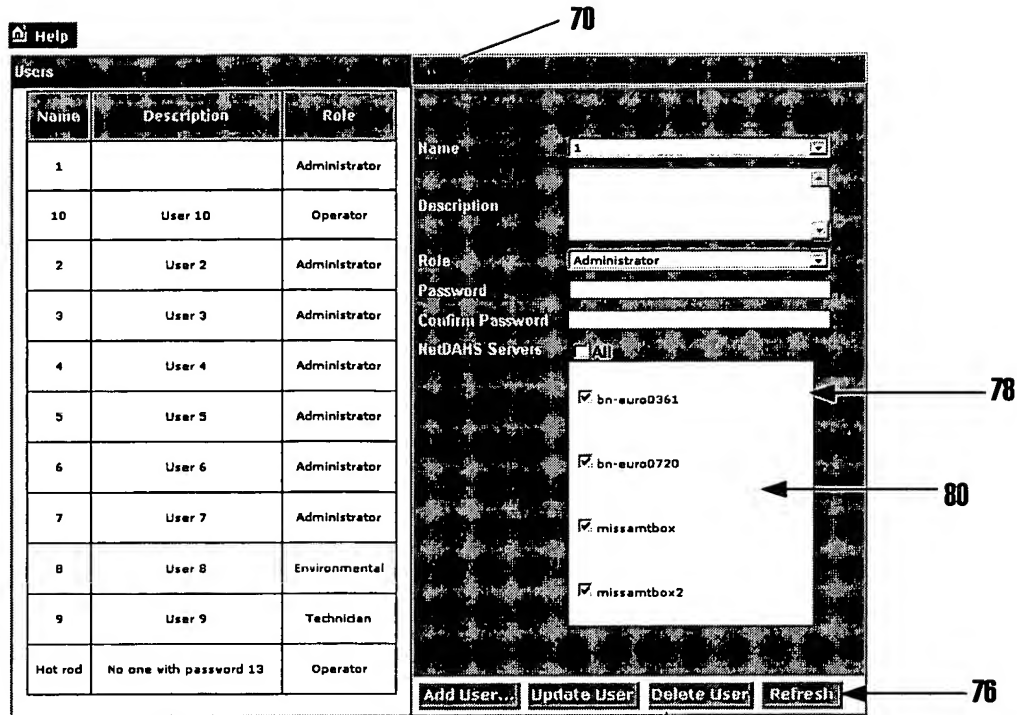 70
Help
Users
Name Description Role
1 Administrator
10 User 10 Operator
2 User 2 Administrator
3 User 3 Administrator
4 User 4 Administrator
5 User 5 Administrator
6 User 6 Administrator
7 User 7 Administrator
8 User 8 Environmental
9 User 9 Technician
Hot rod No one with password 13 Operator
Name 1
Description
Role Administrator
Password
Confirm Password
NetDAHS Servers All
bn-euro0361
78
bn-euro0720
80
missamtbox
missamtbox2
Add User... Update User Delete User Refresh
76